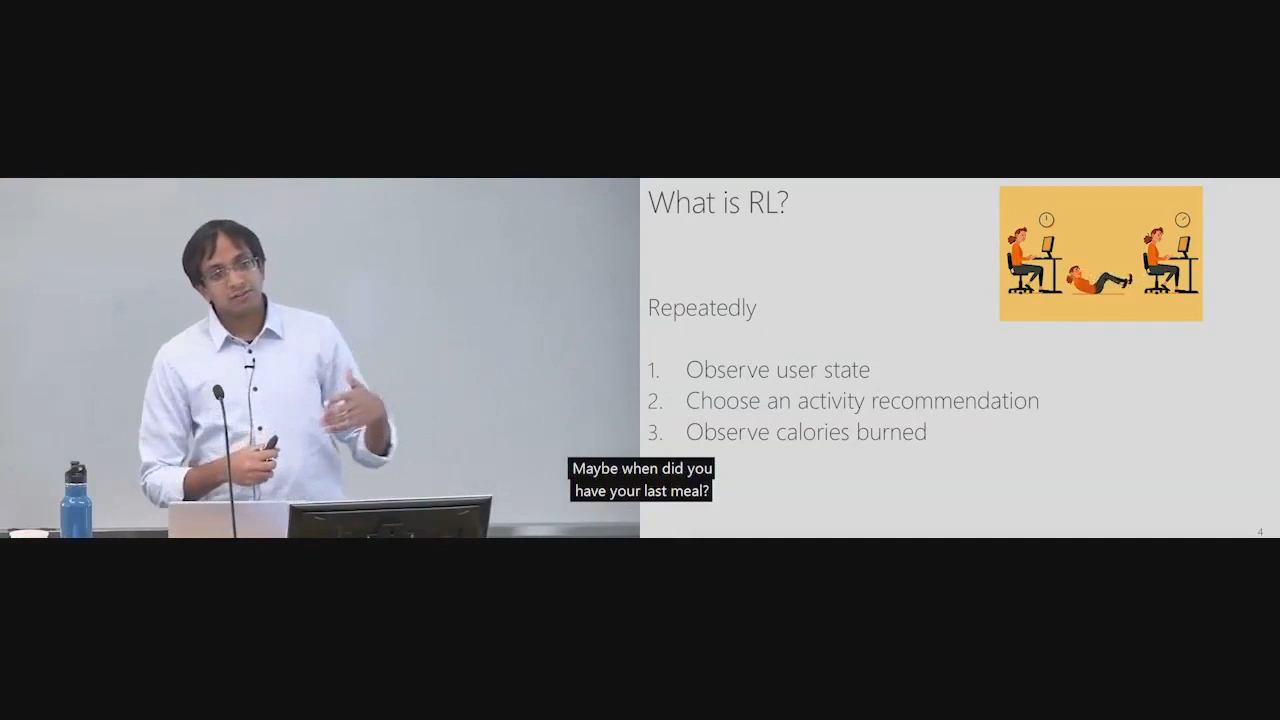 What is RL?
Repeatedly
1. Observe user state
2. Choose an activity recommendation
3. Observe calories burned
Maybe when did you
have your last meal?
4